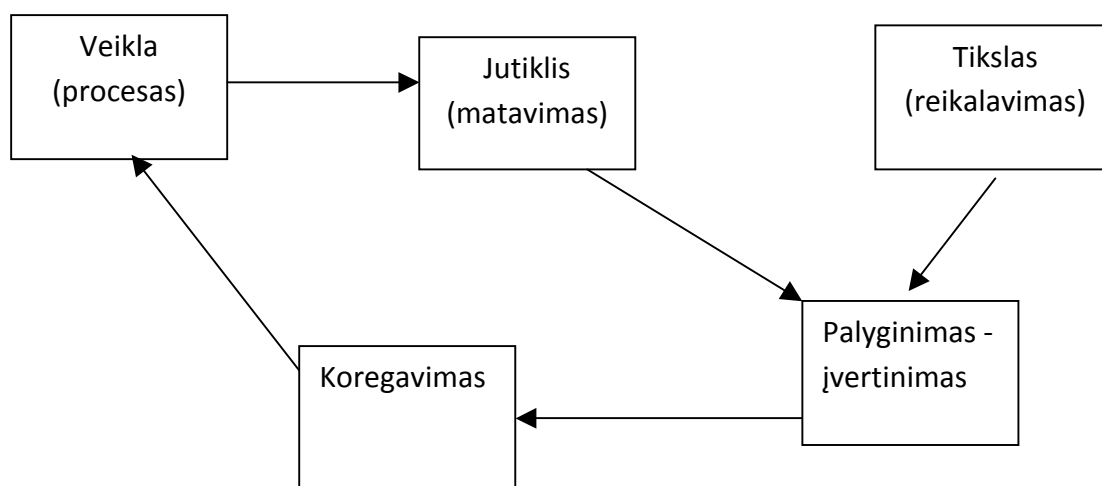 Veikla
(procesas)
Jutiklis
(matavimas)
Tikslas
(reikalavimas)
Palyginimas -
įvertinimas
Koregavimas